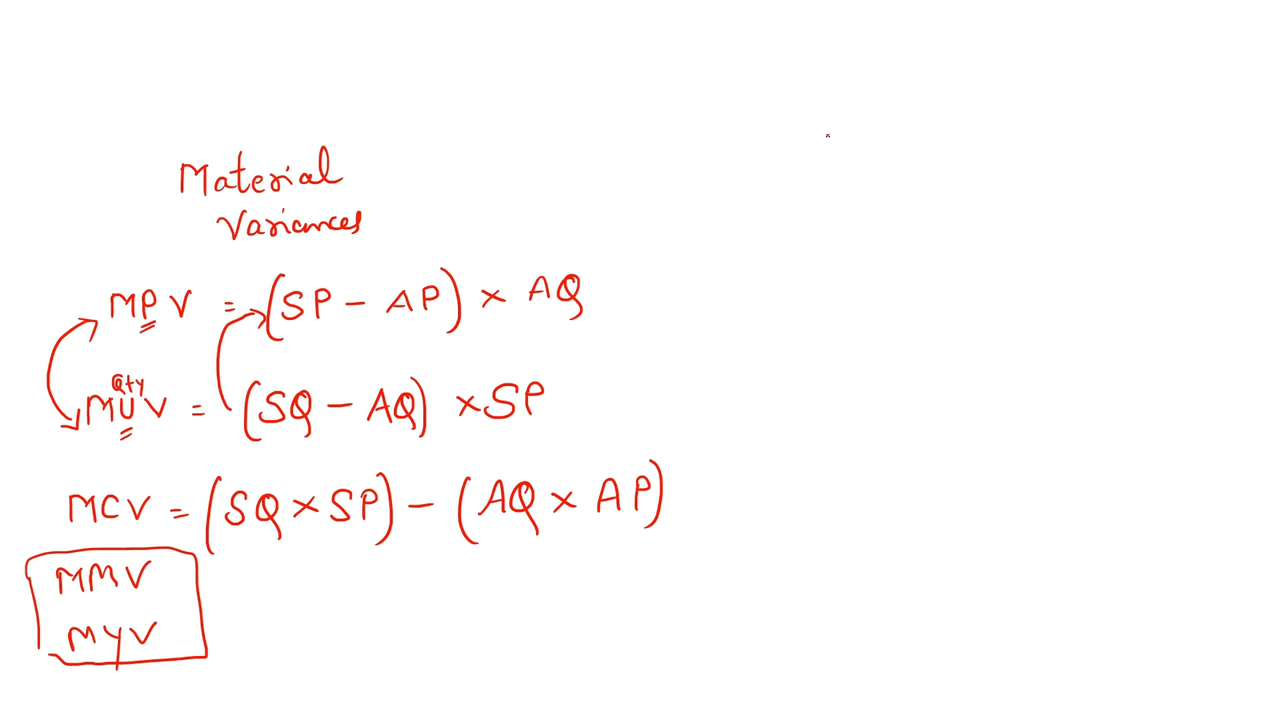 Material
Variances
MPV = (SP - AP) × AQ
Qty
MUV = (SQ - AQ) × SP
MCV = (SQ × SP) - (AQ × AP)
MMV
MYV